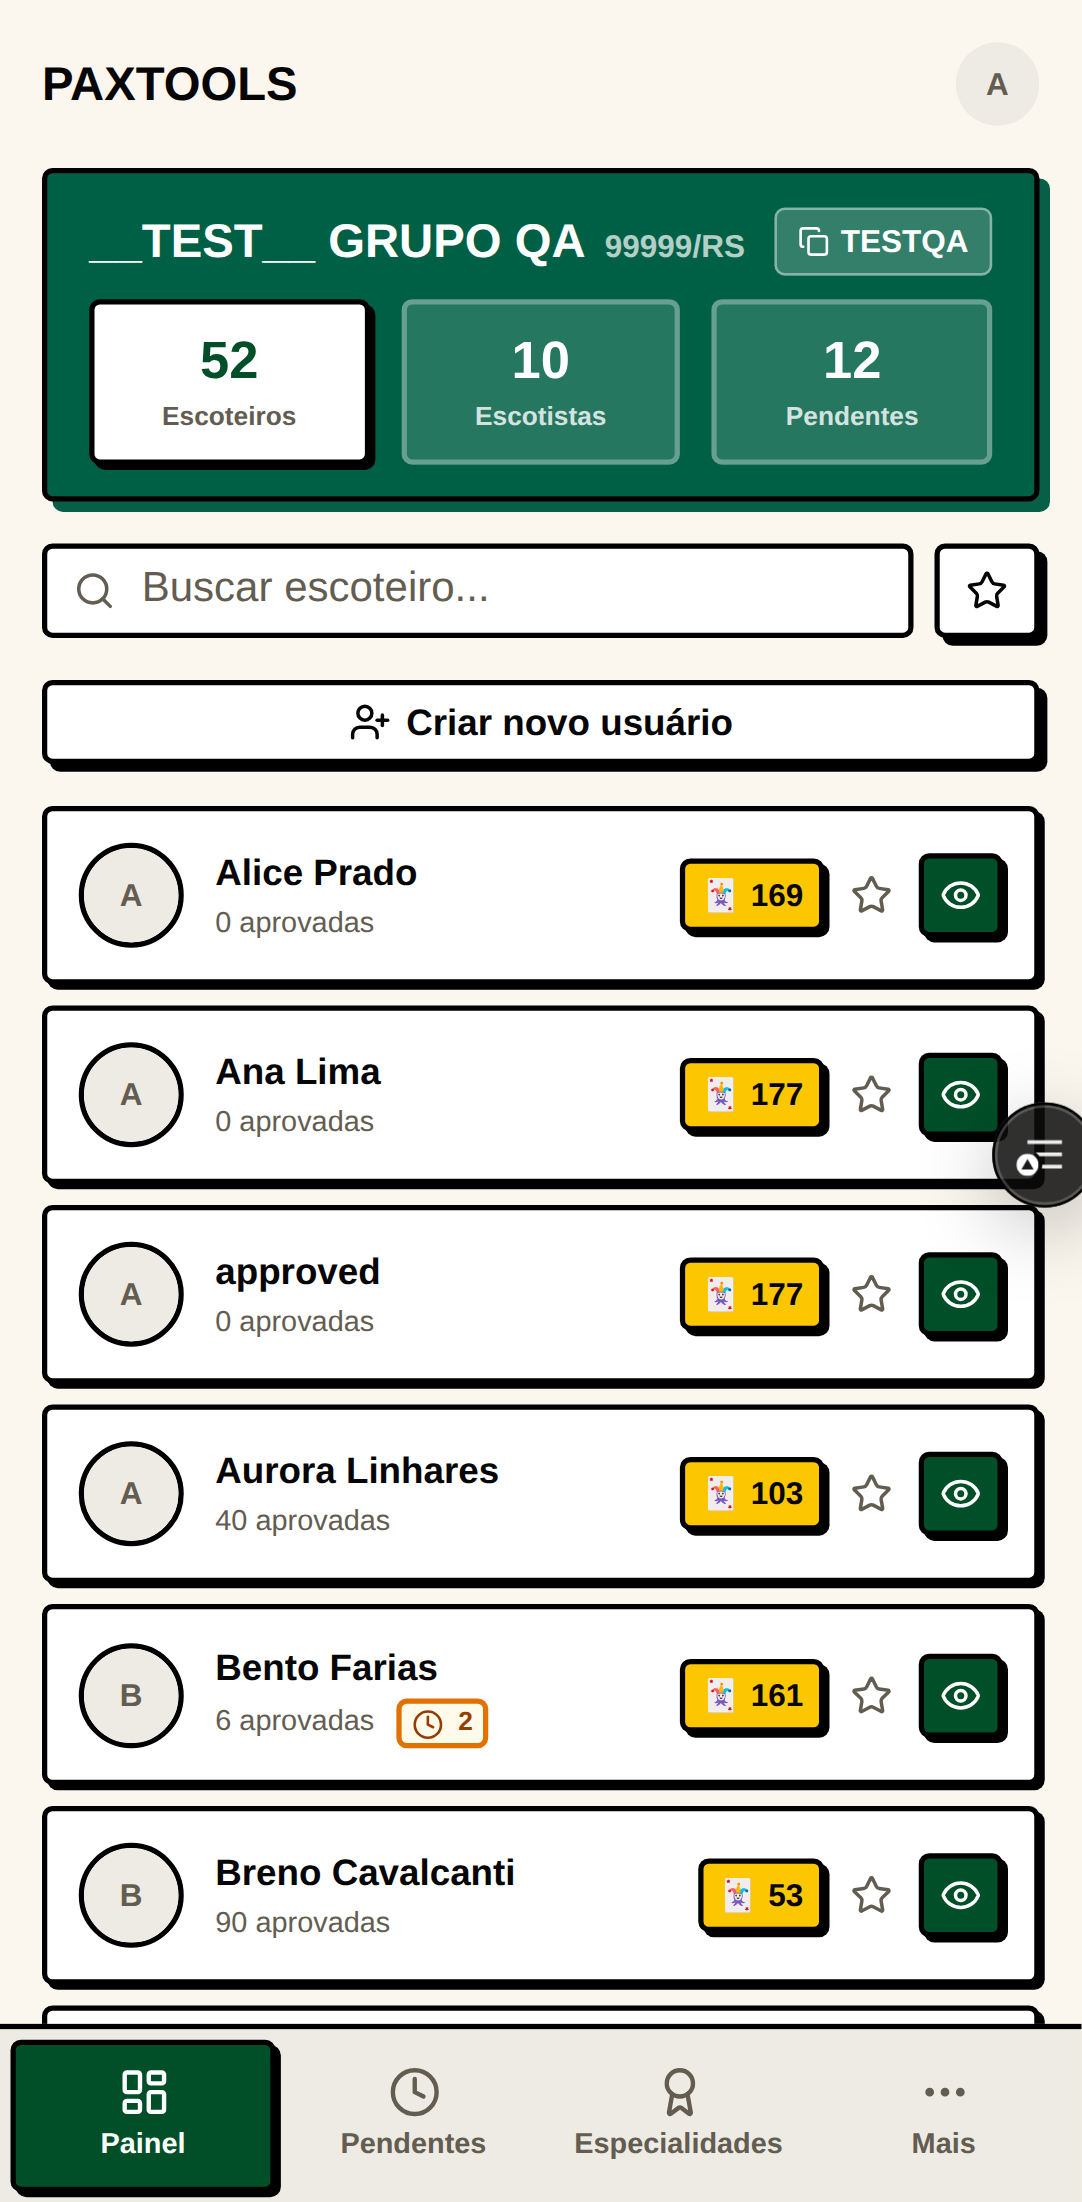 PAXTOOLS
A
__TEST__ GRUPO QA 99999/RS TESTQA
52 10 12
Escoteiros Escotistas Pendentes
Buscar escoteiro...
Criar novo usuário
A Alice Prado 169
0 aprovadas
A Ana Lima 177
0 aprovadas
A approved 177
0 aprovadas
A Aurora Linhares 103
40 aprovadas
B Bento Farias 161
6 aprovadas 2
B Breno Cavalcanti 53
90 aprovadas
Painel Pendentes Especialidades Mais